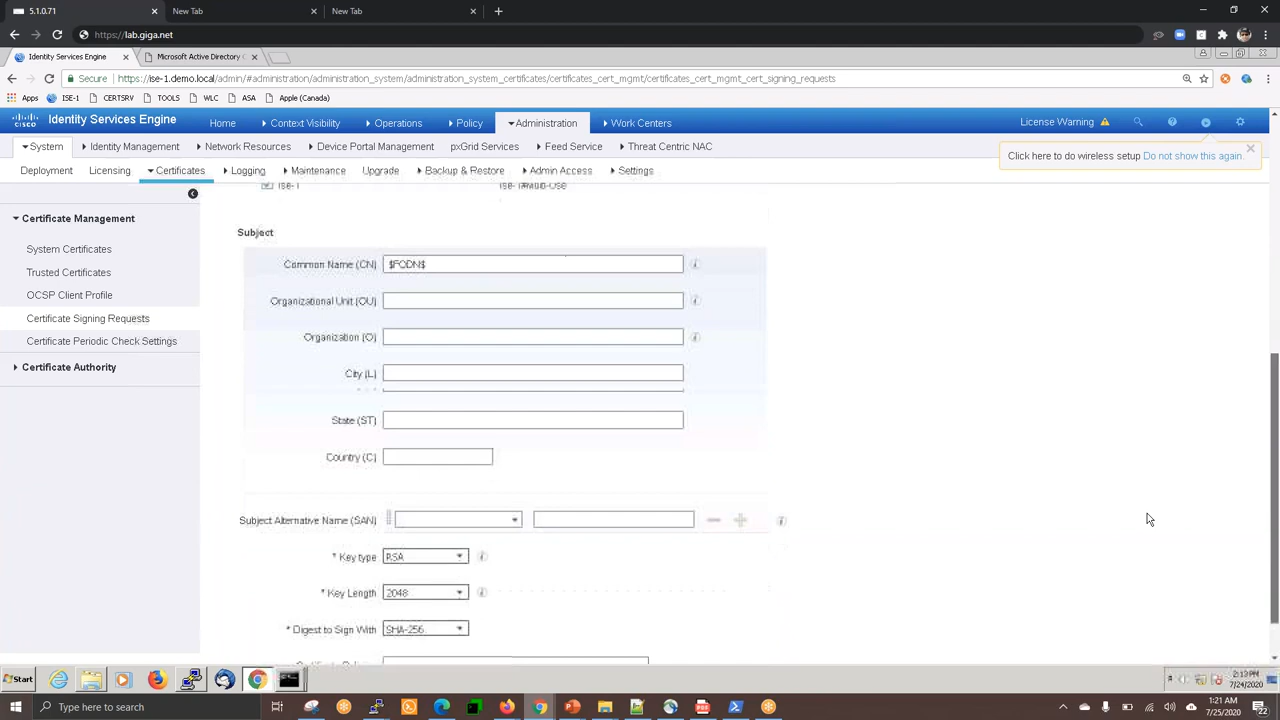 5.1.0.71
New Tab
New Tab
https://lab.giga.net
Identity Services Engine
Microsoft Active Directory C
Secure
https://ise-1.demo.local/admin/#administration/administration_system/administration_system_certificates/certificates_cert_mgmt/certificates_cert_mgmt_cert_signing_requests
Apps ISE-1 CERTSRV TOOLS WLC ASA Apple (Canada)
cisco Identity Services Engine Home Context Visibility Operations Policy Administration Work Centers License Warning
System Identity Management Network Resources Device Portal Management pxGrid Services Feed Service Threat Centric NAC
Click here to do wireless setup Do not show this again.
Deployment Licensing Certificates Logging Maintenance Upgrade Backup & Restore Admin Access Settings
ise-1
Certificate Management
System Certificates
Trusted Certificates
OCSP Client Profile
Certificate Signing Requests
Certificate Periodic Check Settings
Certificate Authority
Subject
Common Name (CN) $FQDN$
Organizational Unit (OU)
Organization (O)
City (L)
State (ST)
Country (C)
Subject Alternative Name (SAN)
* Key type RSA
* Key Length 2048
* Digest to Sign With SHA-256
Start
2:13 PM
7/24/2020
Type here to search
1:21 AM
7/25/2020
22